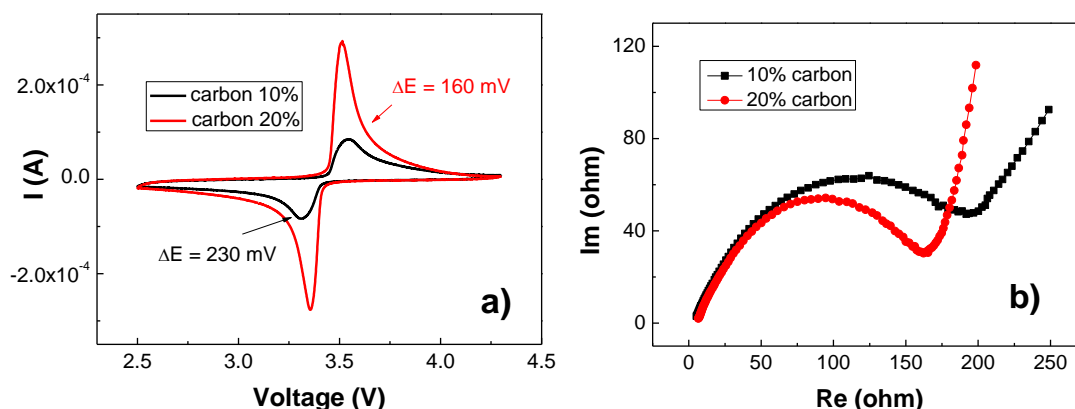 2.0x10⁻⁴
0.0
-2.0x10⁻⁴
I (A)
carbon 10%
carbon 20%
ΔE = 160 mV
ΔE = 230 mV
a)
2.5
3.0
3.5
4.0
4.5
Voltage (V)
120
80
40
0
Im (ohm)
10% carbon
20% carbon
b)
0
50
100
150
200
250
Re (ohm)